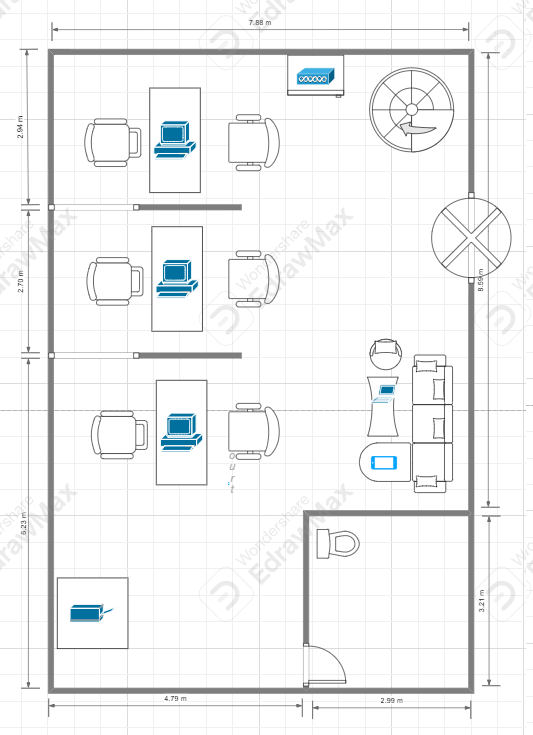 7.88 m
2.94 m
2.70 m
6.23 m
8.59 m
3.21 m
4.79 m
2.99 m
o
u
r
t
Wondershare
EdrawMax
Wondershare
EdrawMax
Wondershare
EdrawMax
EdrawMax
EdrawMax